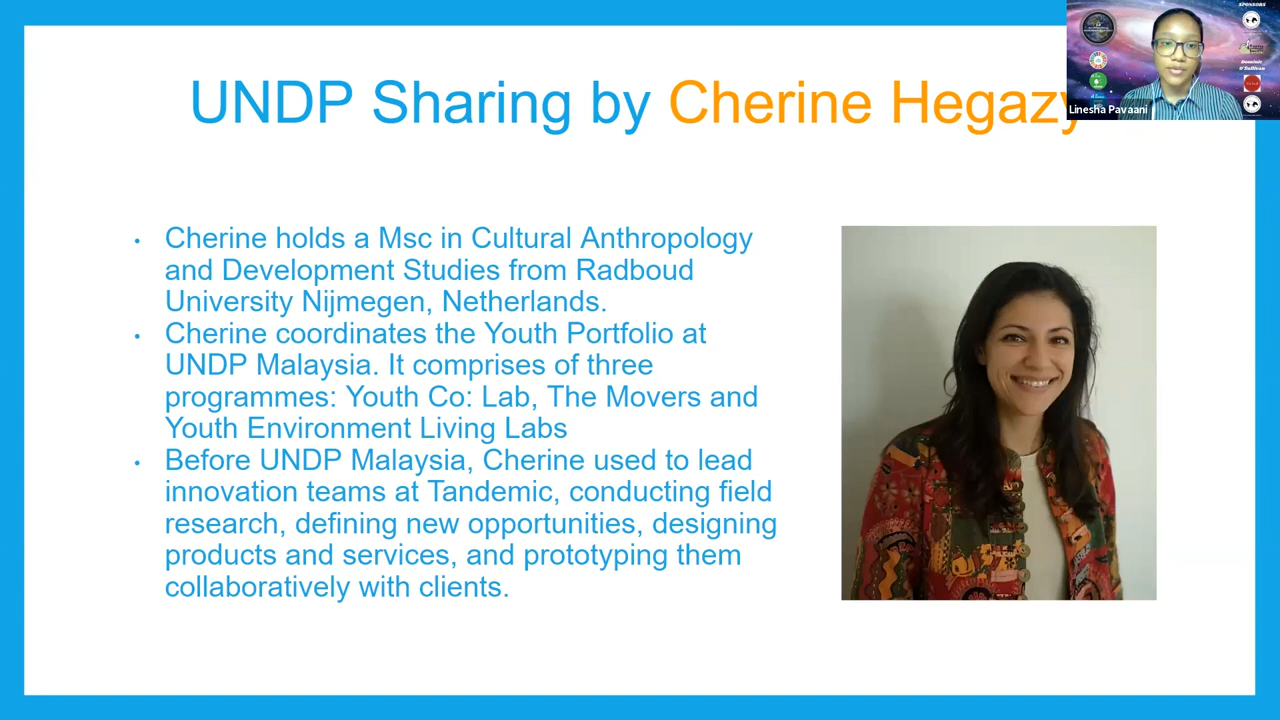 UNDP Sharing by Cherine Hegazy
SPONSORS
Dominic
O'Sullivan
Linesha Pavaani
• Cherine holds a Msc in Cultural Anthropology
and Development Studies from Radboud
University Nijmegen, Netherlands.
• Cherine coordinates the Youth Portfolio at
UNDP Malaysia. It comprises of three
programmes: Youth Co: Lab, The Movers and
Youth Environment Living Labs
• Before UNDP Malaysia, Cherine used to lead
innovation teams at Tandemic, conducting field
research, defining new opportunities, designing
products and services, and prototyping them
collaboratively with clients.